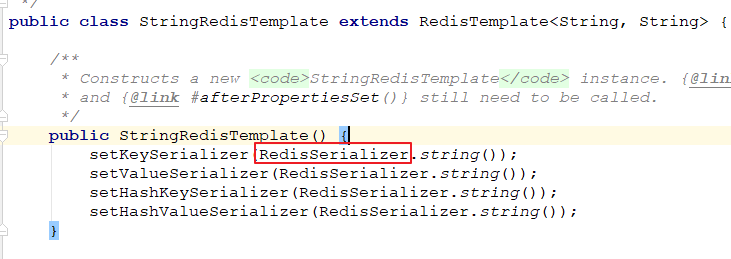 */
public class StringRedisTemplate extends RedisTemplate<String, String> {
/**
* Constructs a new <code>StringRedisTemplate</code> instance. {@lin
* and {@link #afterPropertiesSet()} still need to be called.
*/
public StringRedisTemplate() {
setKeySerializer(RedisSerializer.string());
setValueSerializer(RedisSerializer.string());
setHashKeySerializer(RedisSerializer.string());
setHashValueSerializer(RedisSerializer.string());
}